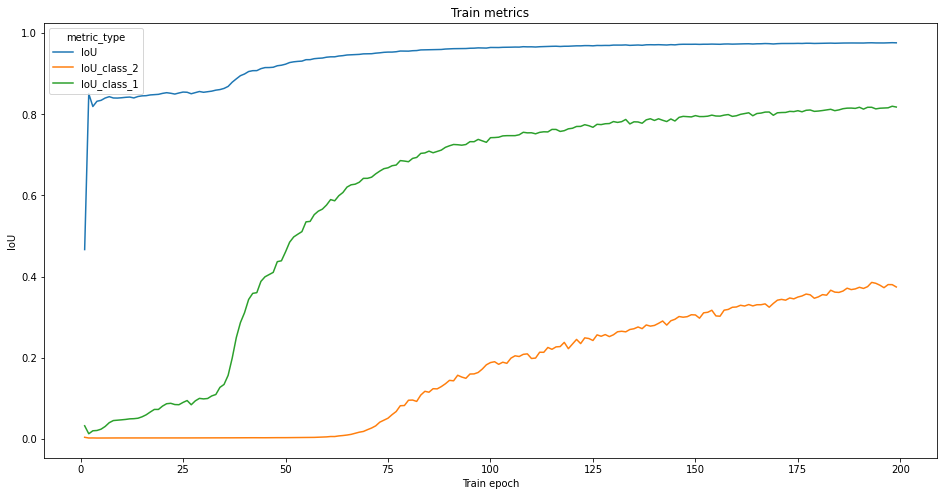 Train metrics
metric_type
IoU
IoU_class_2
IoU_class_1
1.0
0.8
0.6
0.4
0.2
0.0
IoU
0 25 50 75 100 125 150 175 200
Train epoch